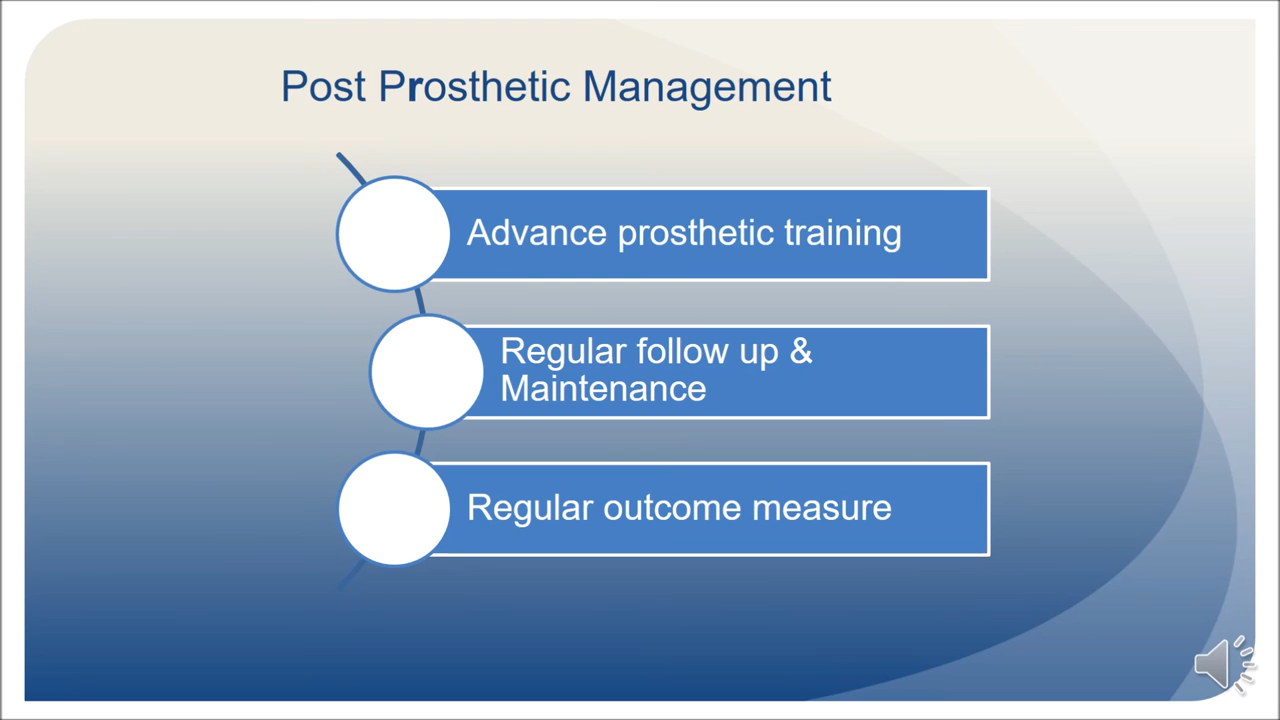 Post Prosthetic Management
Advance prosthetic training
Regular follow up &
Maintenance
Regular outcome measure